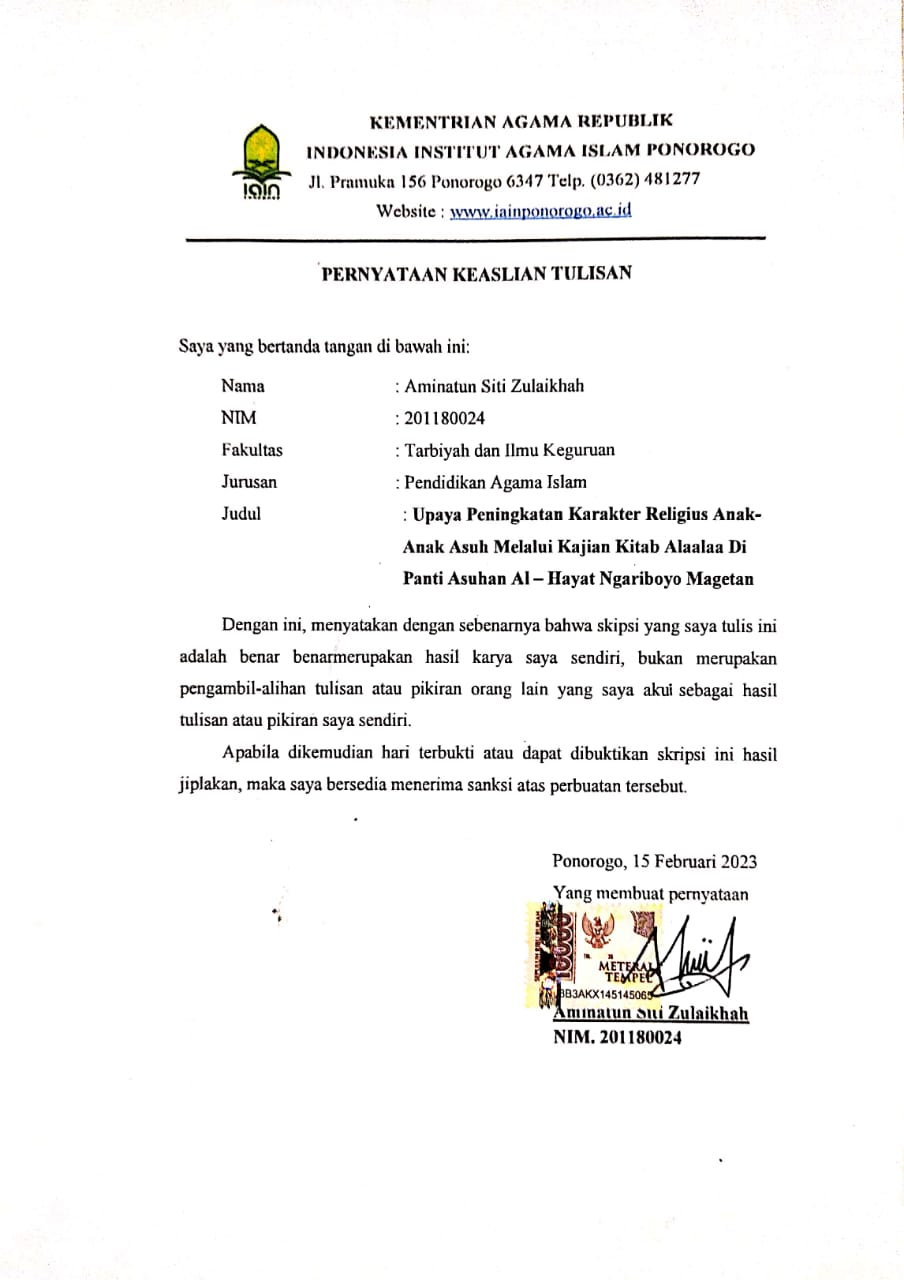 KEMENTRIAN AGAMA REPUBLIK
INDONESIA INSTITUT AGAMA ISLAM PONOROGO
Jl. Pramuka 156 Ponorogo 6347 Telp. (0362) 481277
Website : www.iainponorogo.ac.id
iain
PERNYATAAN KEASLIAN TULISAN
Saya yang bertanda tangan di bawah ini:
Nama : Aminatun Siti Zulaikhah
NIM : 201180024
Fakultas : Tarbiyah dan Ilmu Keguruan
Jurusan : Pendidikan Agama Islam
Judul : Upaya Peningkatan Karakter Religius Anak-
Anak Asuh Melalui Kajian Kitab Alaalaa Di
Panti Asuhan Al – Hayat Ngariboyo Magetan
Dengan ini, menyatakan dengan sebenarnya bahwa skipsi yang saya tulis ini
adalah benar benarmerupakan hasil karya saya sendiri, bukan merupakan
pengambil-alihan tulisan atau pikiran orang lain yang saya akui sebagai hasil
tulisan atau pikiran saya sendiri.
Apabila dikemudian hari terbukti atau dapat dibuktikan skripsi ini hasil
jiplakan, maka saya bersedia menerima sanksi atas perbuatan tersebut.
Ponorogo, 15 Februari 2023
Yang membuat pernyataan
10000
METERAI
TEMPEL
BB3AKX145145065
Aminatun Siti Zulaikhah
NIM. 201180024